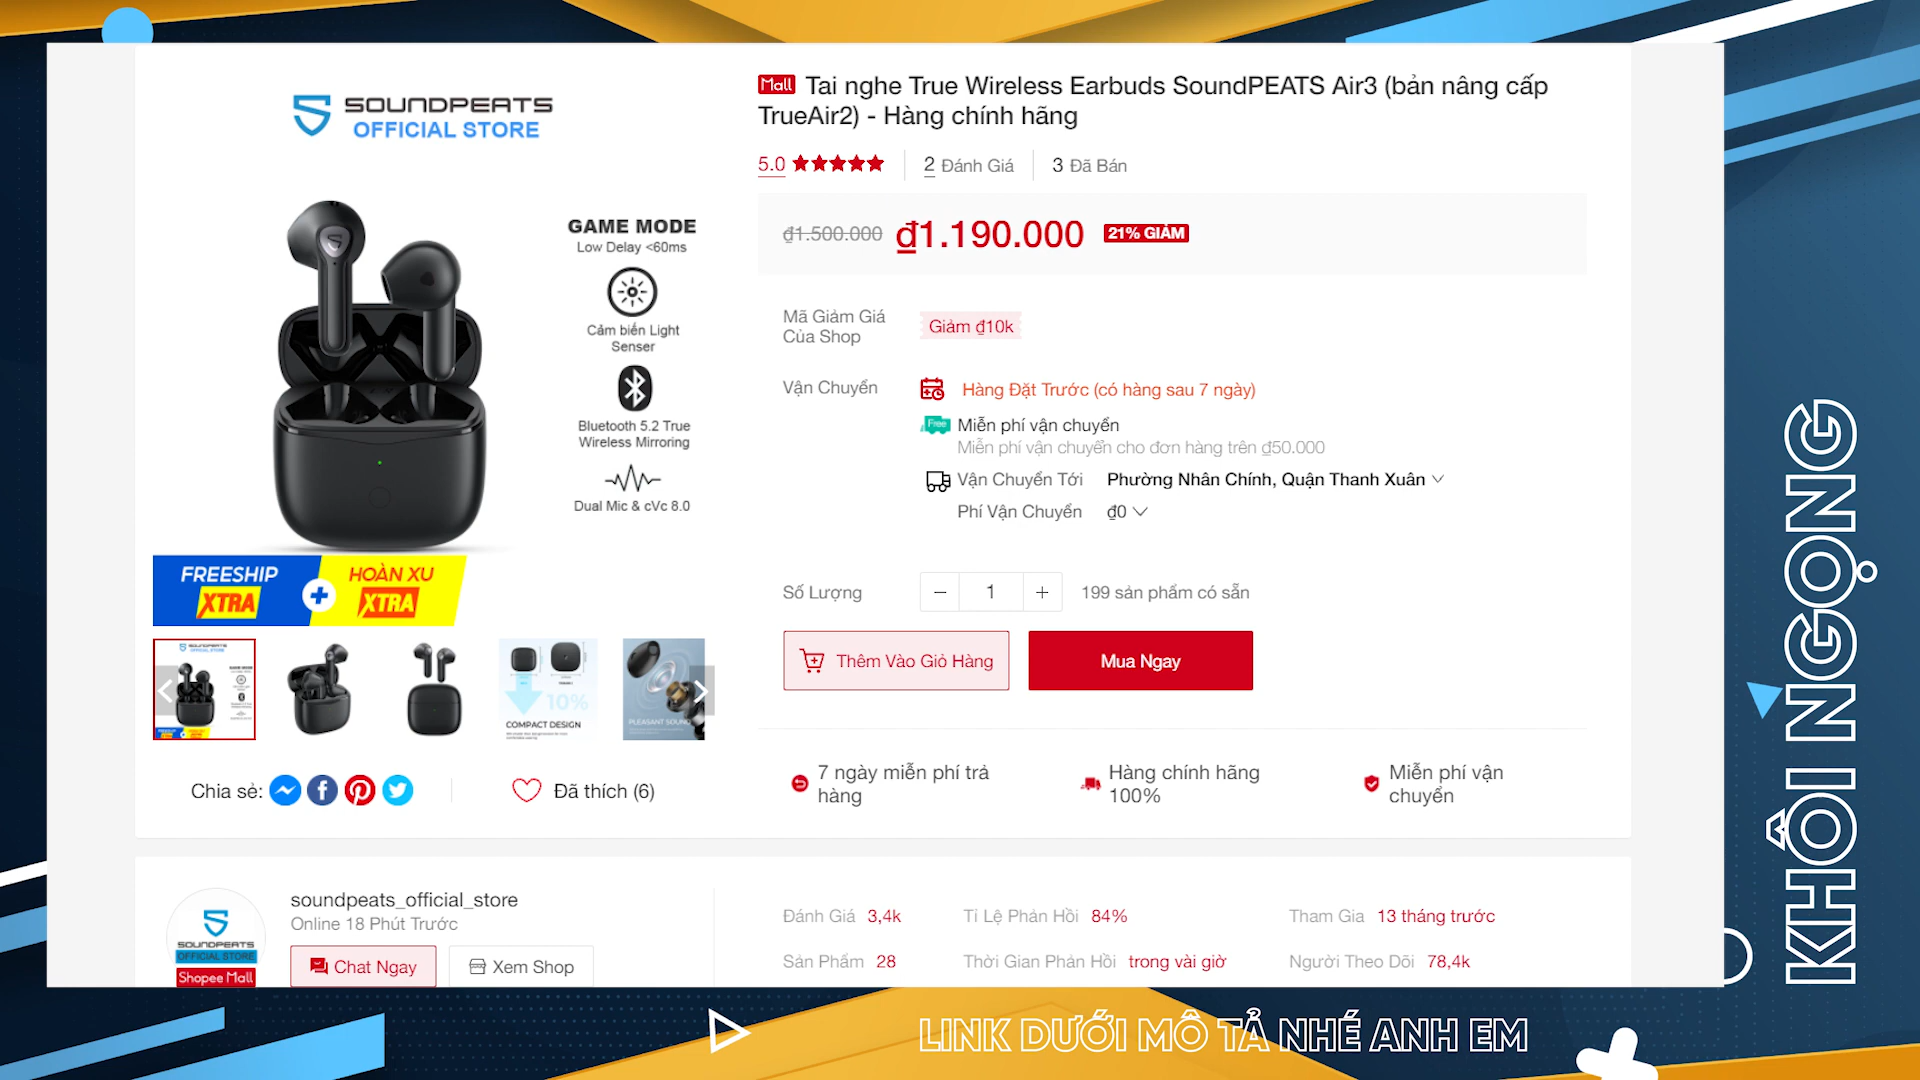 SOUNDPEATS
OFFICIAL STORE
GAME MODE
Low Delay <60ms
Cảm biến Light
Senser
Bluetooth 5.2 True
Wireless Mirroring
Dual Mic & cVc 8.0
FREESHIP
XTRA
+
HOÀN XU
XTRA
10%
COMPACT DESIGN
PLEASANT SOUND
Chia sẻ:
Đã thích (6)
Mall Tai nghe True Wireless Earbuds SoundPEATS Air3 (bản nâng cấp
TrueAir2) - Hàng chính hãng
5.0
2 Đánh Giá
3 Đã Bán
₫1.500.000 ₫1.190.000 21% GIẢM
Mã Giảm Giá
Của Shop
Giảm ₫10k
Vận Chuyển
Hàng Đặt Trước (có hàng sau 7 ngày)
Free Miễn phí vận chuyển
Miễn phí vận chuyển cho đơn hàng trên ₫50.000
Vận Chuyển Tới Phường Nhân Chính, Quận Thanh Xuân
Phí Vận Chuyển ₫0
Số Lượng
1
199 sản phẩm có sẵn
Thêm Vào Giỏ Hàng
Mua Ngay
7 ngày miễn phí trả
hàng
Hàng chính hãng
100%
Miễn phí vận
chuyển
SOUNDPEATS
OFFICIAL STORE
Shopee Mall
soundpeats_official_store
Online 18 Phút Trước
Chat Ngay
Xem Shop
Đánh Giá 3,4k
Tỉ Lệ Phản Hồi 84%
Tham Gia 13 tháng trước
Sản Phẩm 28
Thời Gian Phản Hồi trong vài giờ
Người Theo Dõi 78,4k
KHÔI NGỌNG
LINK DƯỚI MÔ TẢ NHÉ ANH EM